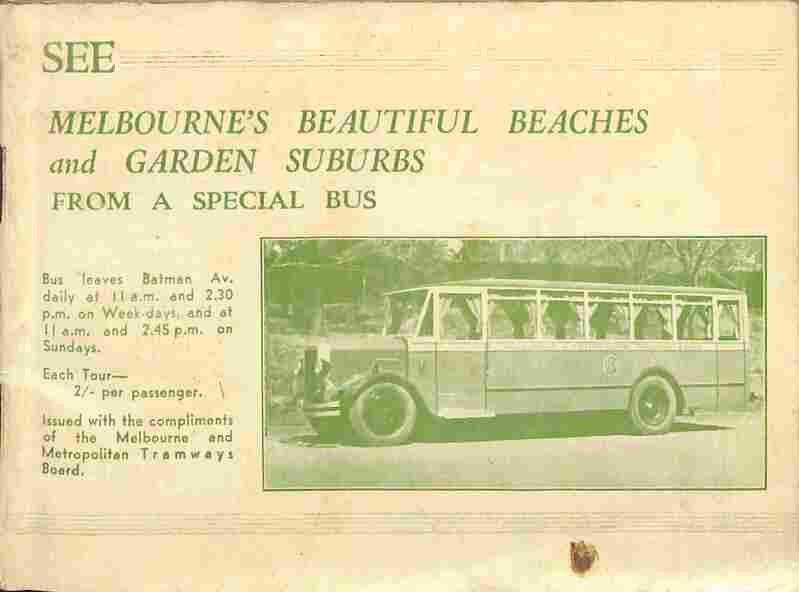 SEE
MELBOURNE'S BEAUTIFUL BEACHES
and GARDEN SUBURBS
FROM A SPECIAL BUS
Bus leaves Batman Av.
daily at 11 a.m. and 2.30
p.m. on Week-days, and at
11 a.m. and 2.45 p.m. on
Sundays.
Each Tour—
2/- per passenger.
Issued with the compliments
of the Melbourne and
Metropolitan Tramways
Board.